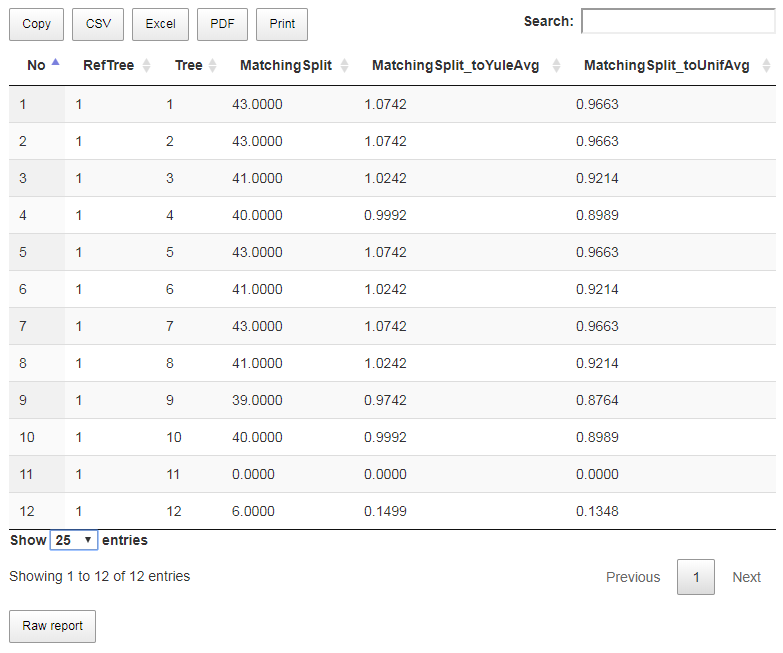 Copy CSV Excel PDF Print Search:
No RefTree Tree MatchingSplit MatchingSplit_toYuleAvg MatchingSplit_toUnifAvg
1 1 1 43.0000 1.0742 0.9663
2 1 2 43.0000 1.0742 0.9663
3 1 3 41.0000 1.0242 0.9214
4 1 4 40.0000 0.9992 0.8989
5 1 5 43.0000 1.0742 0.9663
6 1 6 41.0000 1.0242 0.9214
7 1 7 43.0000 1.0742 0.9663
8 1 8 41.0000 1.0242 0.9214
9 1 9 39.0000 0.9742 0.8764
10 1 10 40.0000 0.9992 0.8989
11 1 11 0.0000 0.0000 0.0000
12 1 12 6.0000 0.1499 0.1348
Show 25 entries
Showing 1 to 12 of 12 entries Previous 1 Next
Raw report